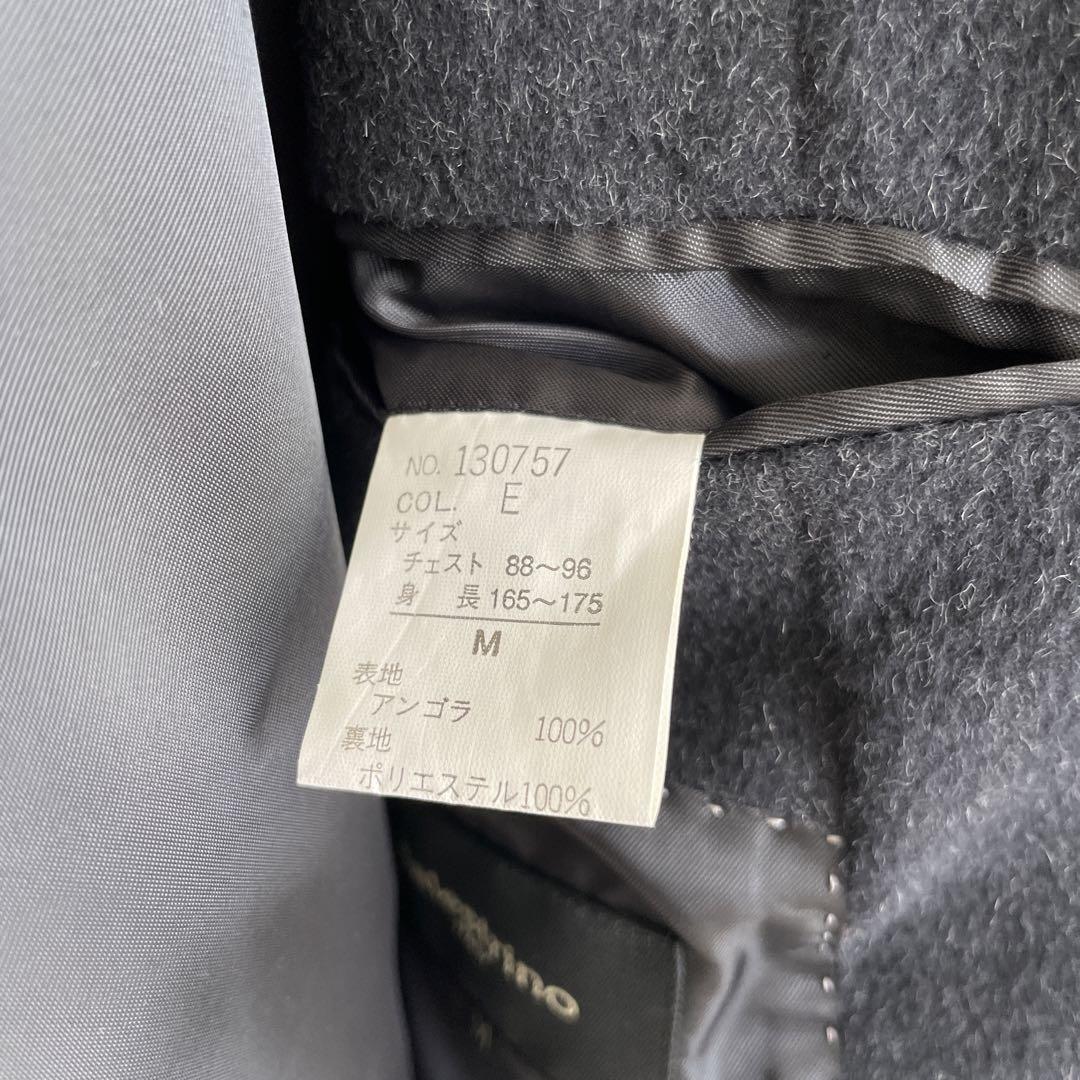 NO. 130757
COL. E
サイズ
チェスト 88〜96
身 長 165〜175
M
表地
アンゴラ 100%
裏地
ポリエステル100%